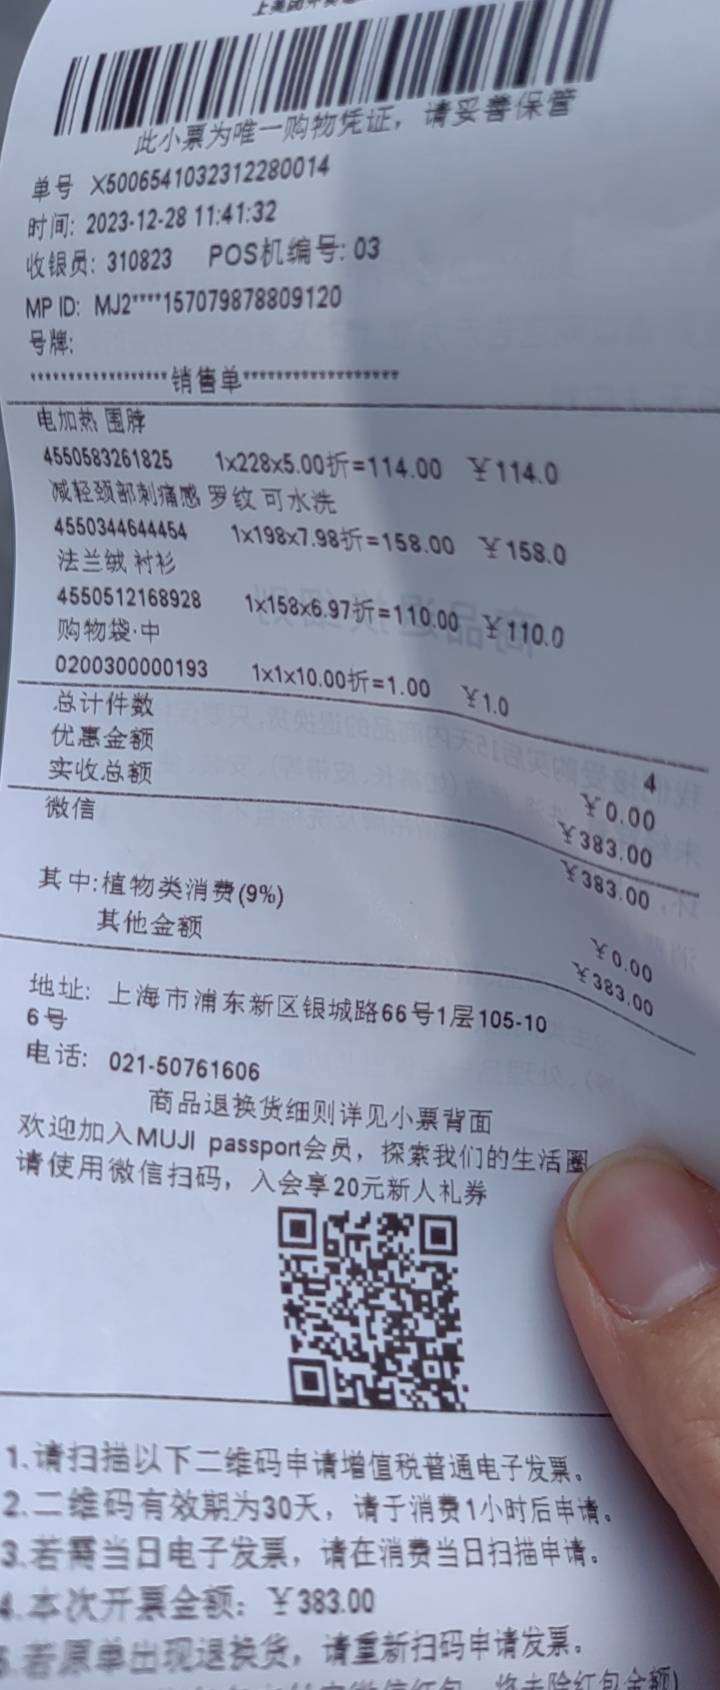 此小票为唯一购物凭证，请妥善保管
单号 X5006541032312280014
时间: 2023-12-28 11:41:32
收银员: 310823 POS机编号: 03
MP ID: MJ2****157079878809120
号牌:
******************销售单******************
电加热 围脖
4550583261825 1x228x5.00折=114.00 ￥114.0
减轻颈部刺痛感 罗纹 可水洗
4550344644454 1x198x7.98折=158.00 ￥158.0
法兰绒 衬衫
4550512168928 1x158x6.97折=110.00 ￥110.0
购物袋·中
0200300000193 1x1x10.00折=1.00 ￥1.0
总计件数 4
优惠金额 ￥0.00
实收总额 ￥383.00
微信 ￥383.00
其中:植物类消费(9%) ￥0.00
其他金额 ￥383.00
地址: 上海市浦东新区银城路66号1层105-10
6号
电话: 021-50761606
商品退换货细则详见小票背面
欢迎加入MUJI passport会员，探索我们的生活圈
请使用微信扫码，入会享20元新人礼券
1.请扫描以下二维码申请增值税普通电子发票。
2.二维码有效期为30天，请于消费1小时后申请。
3.若需当日电子发票，请在消费当日扫描申请。
4.本次开票金额: ￥383.00
5.若原单出现退换货，请重新扫码申请发票。